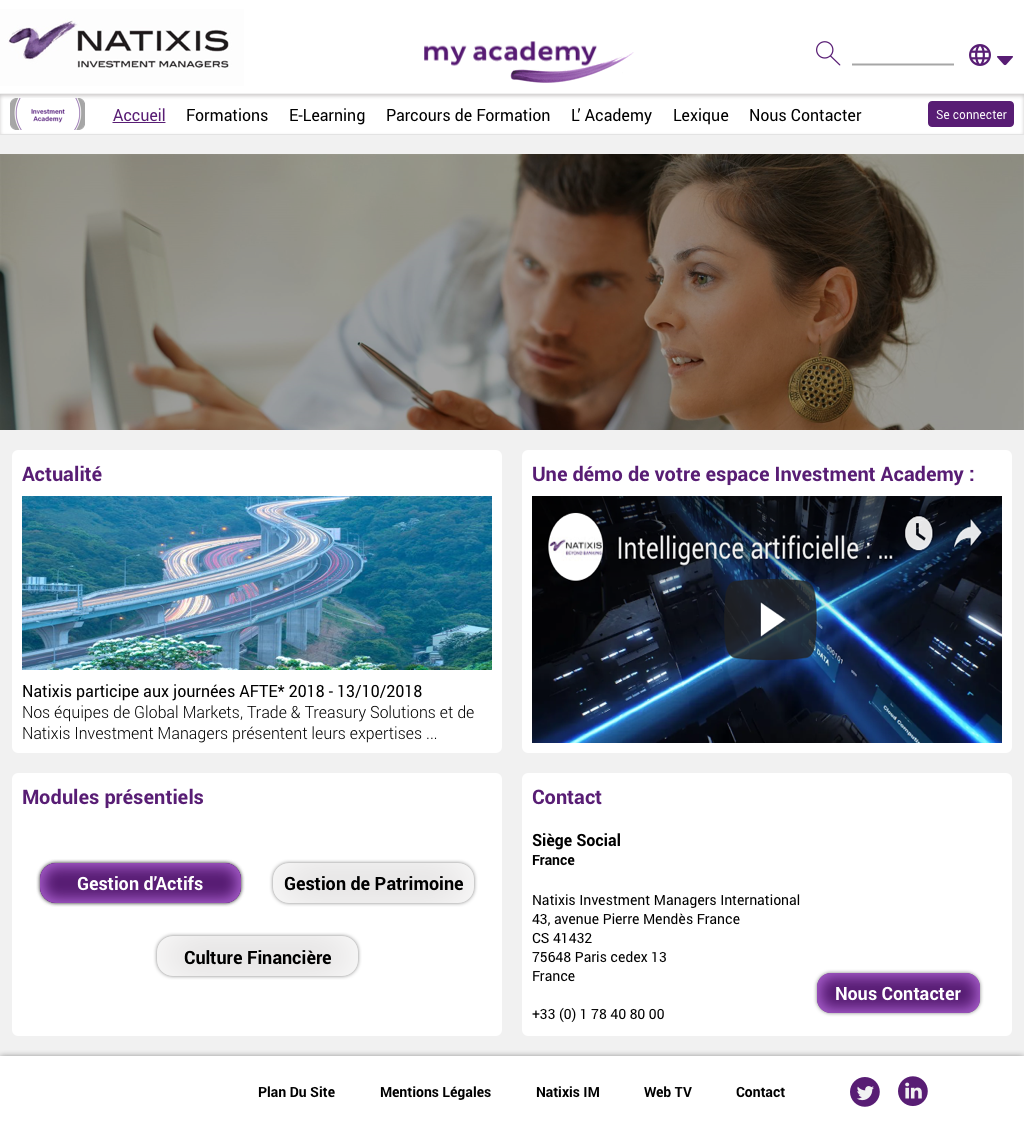 NATIXIS
INVESTMENT MANAGERS
my academy
Investment
Academy
Accueil
Formations
E-Learning
Parcours de Formation
L’ Academy
Lexique
Nous Contacter
Se connecter
Actualité
Natixis participe aux journées AFTE* 2018 - 13/10/2018
Nos équipes de Global Markets, Trade & Treasury Solutions et de
Natixis Investment Managers présentent leurs expertises ...
Une démo de votre espace Investment Academy :
NATIXIS
BEYOND BANKING
Intelligence artificielle : ...
000101
DATA
Cloud Computing
Modules présentiels
Gestion d’Actifs
Gestion de Patrimoine
Culture Financière
Contact
Siège Social
France
Natixis Investment Managers International
43, avenue Pierre Mendès France
CS 41432
75648 Paris cedex 13
France
+33 (0) 1 78 40 80 00
Nous Contacter
Plan Du Site
Mentions Légales
Natixis IM
Web TV
Contact
in